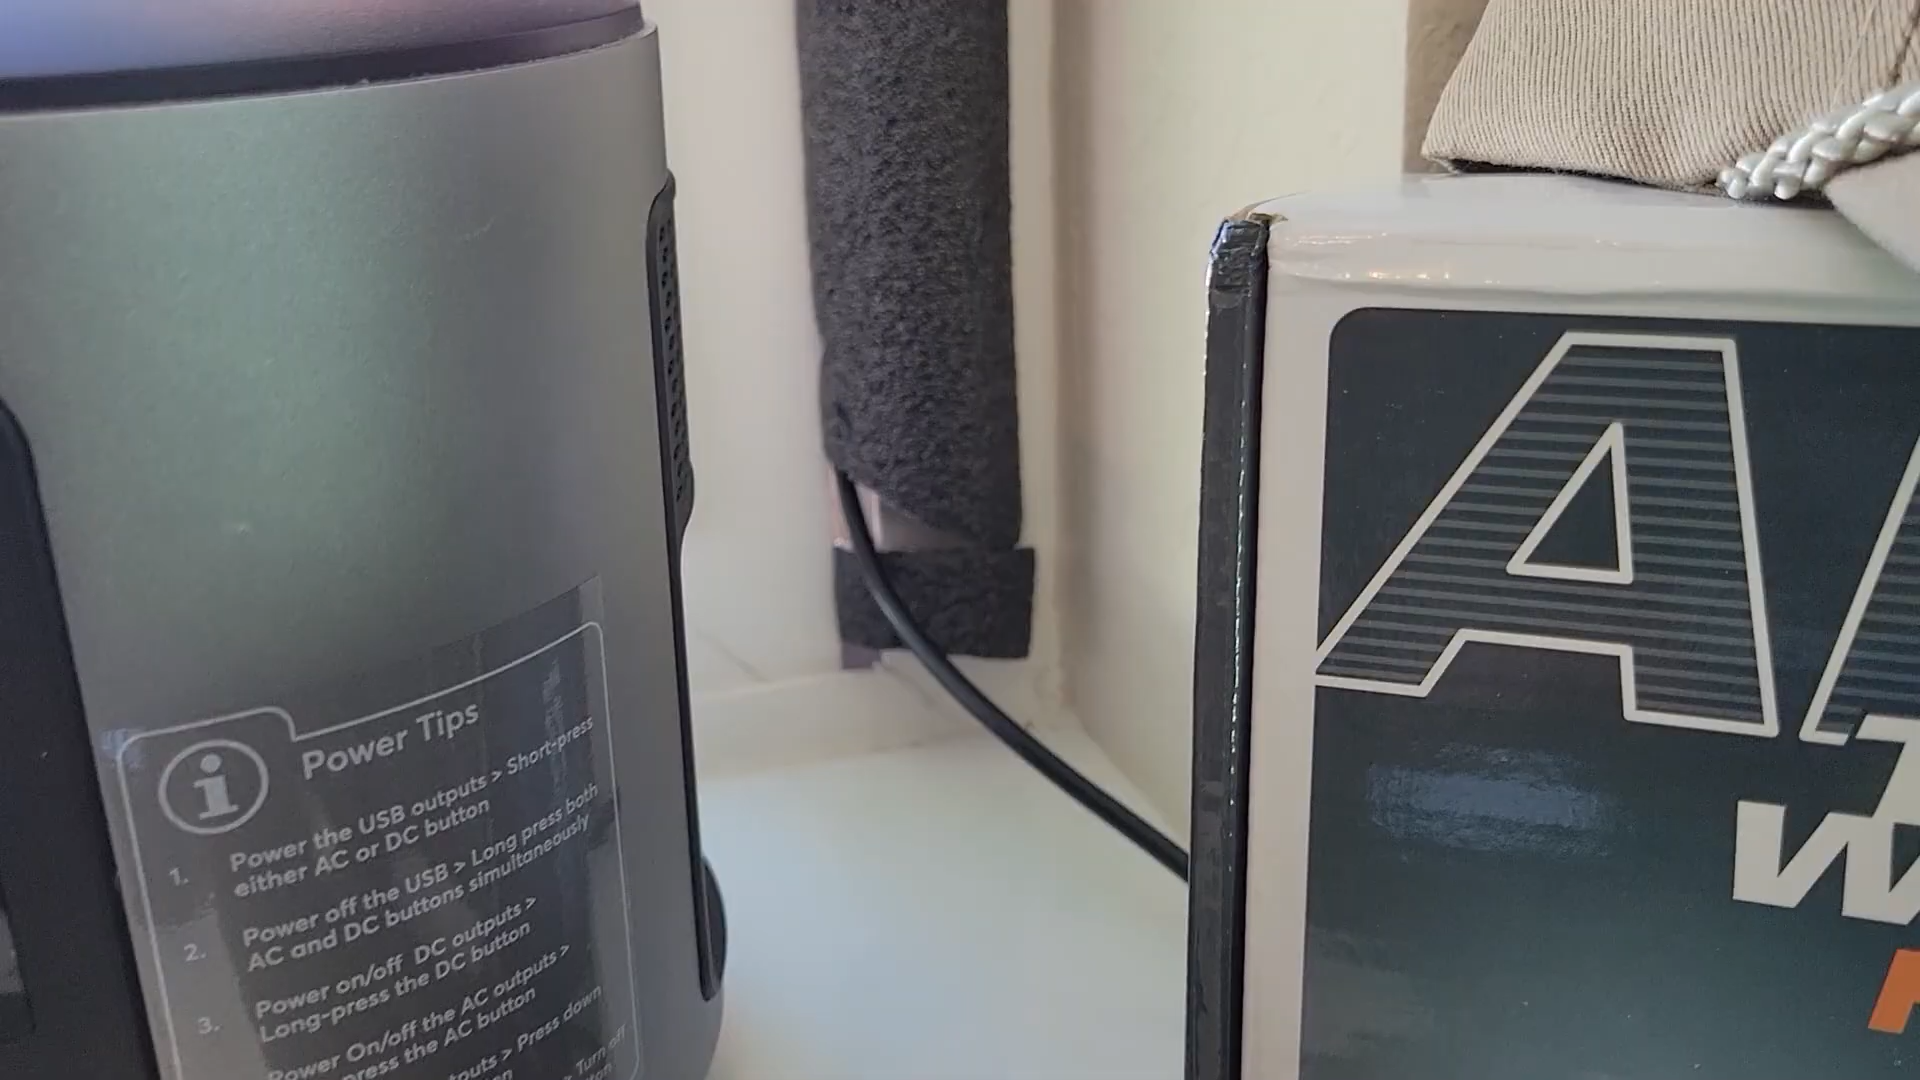 Power Tips
1. Power the USB outputs > Short-press
either AC or DC button
2. Power off the USB > Long press both
AC and DC buttons simultaneously
3. Power on/off DC outputs >
Long-press the DC button
Power On/off the AC outputs >
press the AC button
> Press down
Turn off
A
W